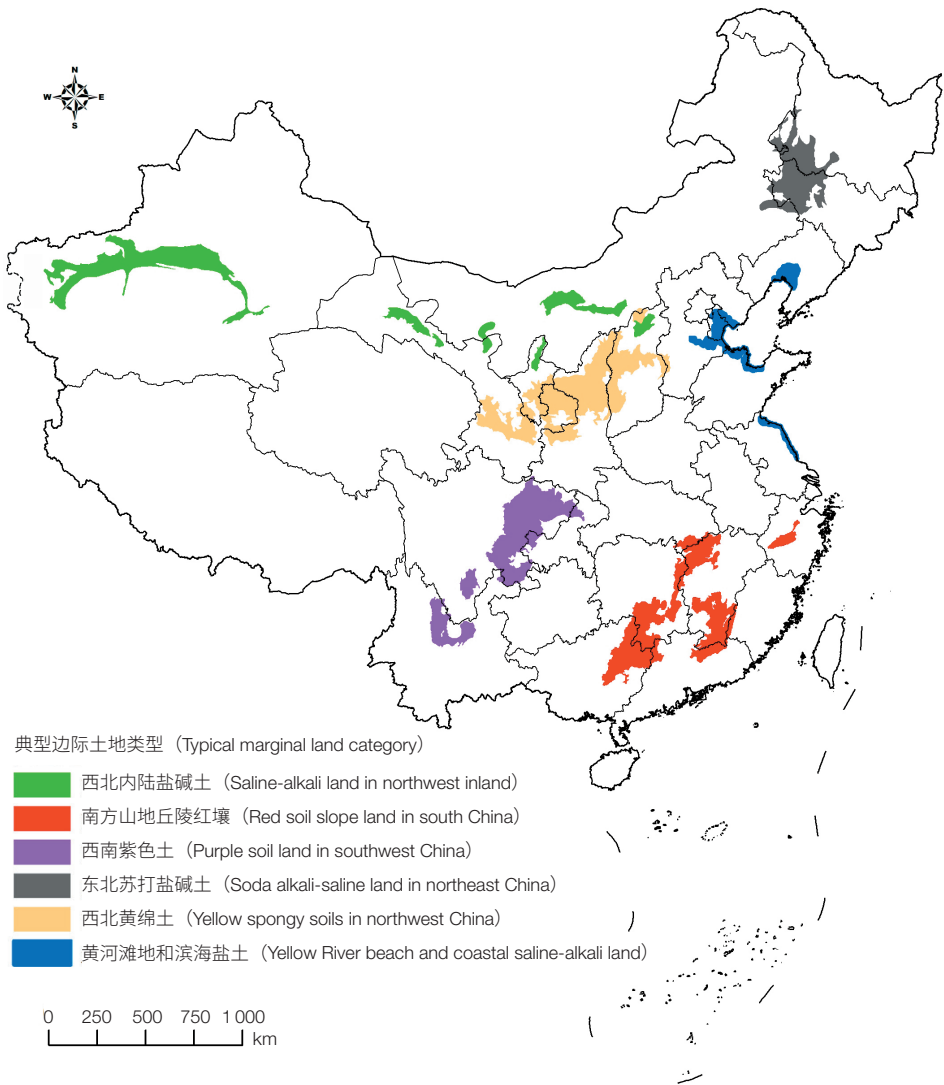 N
W E
S
典型边际土地类型（Typical marginal land category）
西北内陆盐碱土（Saline-alkali land in northwest inland）
南方山地丘陵红壤（Red soil slope land in south China）
西南紫色土（Purple soil land in southwest China）
东北苏打盐碱土（Soda alkali-saline land in northeast China）
西北黄绵土（Yellow spongy soils in northwest China）
黄河滩地和滨海盐土（Yellow River beach and coastal saline-alkali land）
0 250 500 750 1 000
km